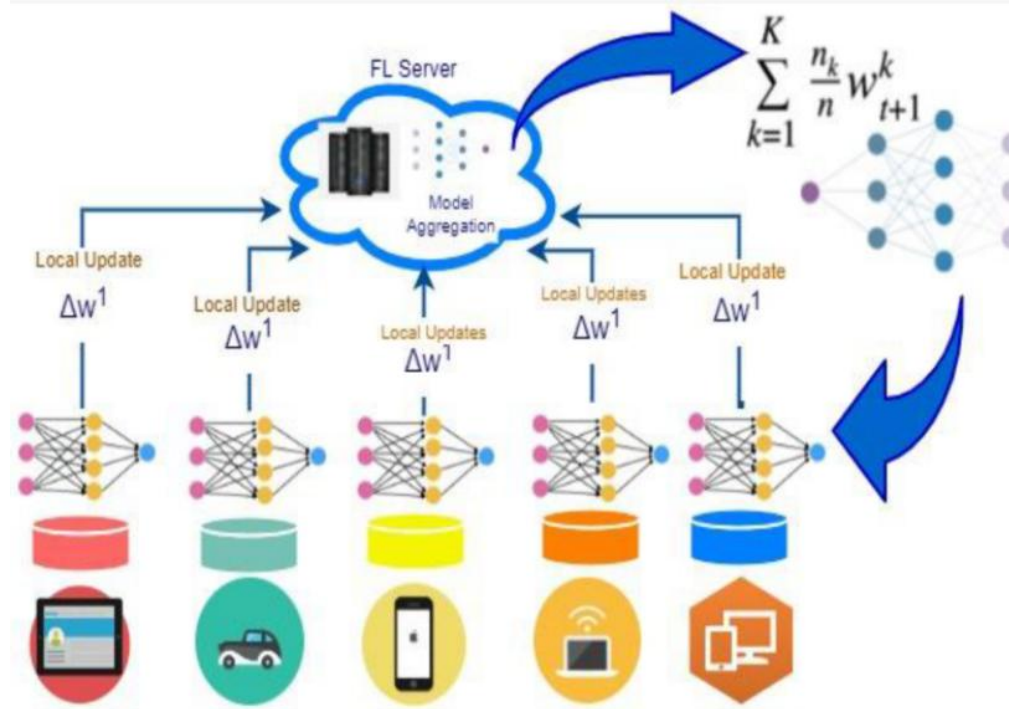 FL Server
K
∑ n_k/n w^k_{t+1}
k=1
Model
Aggregation
Local Update
Δw¹
Local Update
Δw¹
Local Updates
Δw¹
Local Updates
Δw¹
Local Update
Δw¹